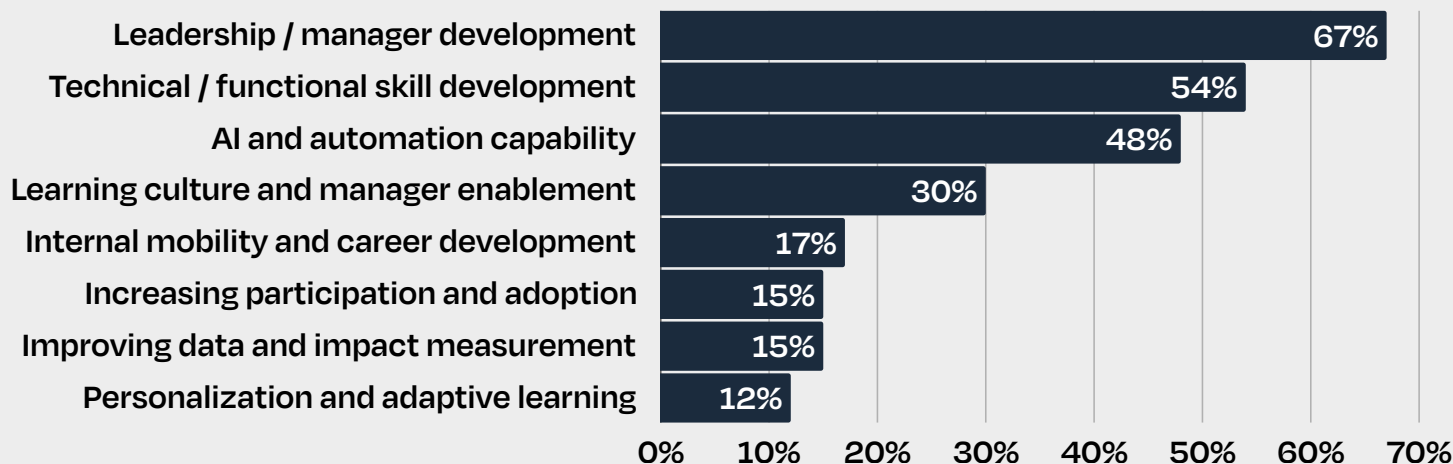 Leadership / manager development 67%
Technical / functional skill development 54%
AI and automation capability 48%
Learning culture and manager enablement 30%
Internal mobility and career development 17%
Increasing participation and adoption 15%
Improving data and impact measurement 15%
Personalization and adaptive learning 12%
0% 10% 20% 30% 40% 50% 60% 70%